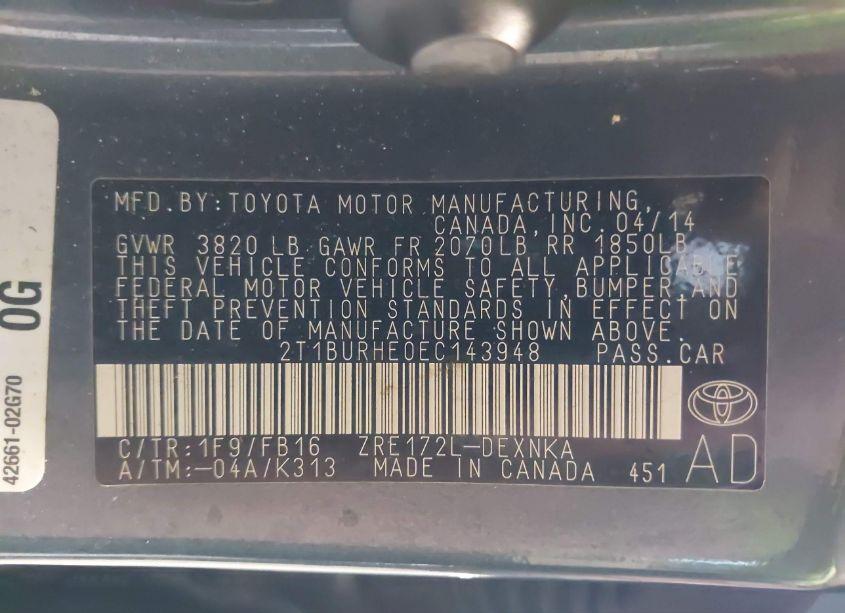 MFD.BY:TOYOTA MOTOR MANUFACTURING,
CANADA,INC. 04/14
GVWR 3820 LB GAWR FR 2070LB RR 1850LB
THIS VEHICLE CONFORMS TO ALL APPLICABLE
FEDERAL MOTOR VEHICLE SAFETY,BUMPER,AND
THEFT PREVENTION STANDARDS IN EFFECT ON
THE DATE OF MANUFACTURE SHOWN ABOVE.
2T1BURHE0EC143948 PASS.CAR
C/TR:1F9/FB16 ZRE172L-DEXNKA
A/TM:-04A/K313 MADE IN CANADA 451
AD
42661-02G70
0G